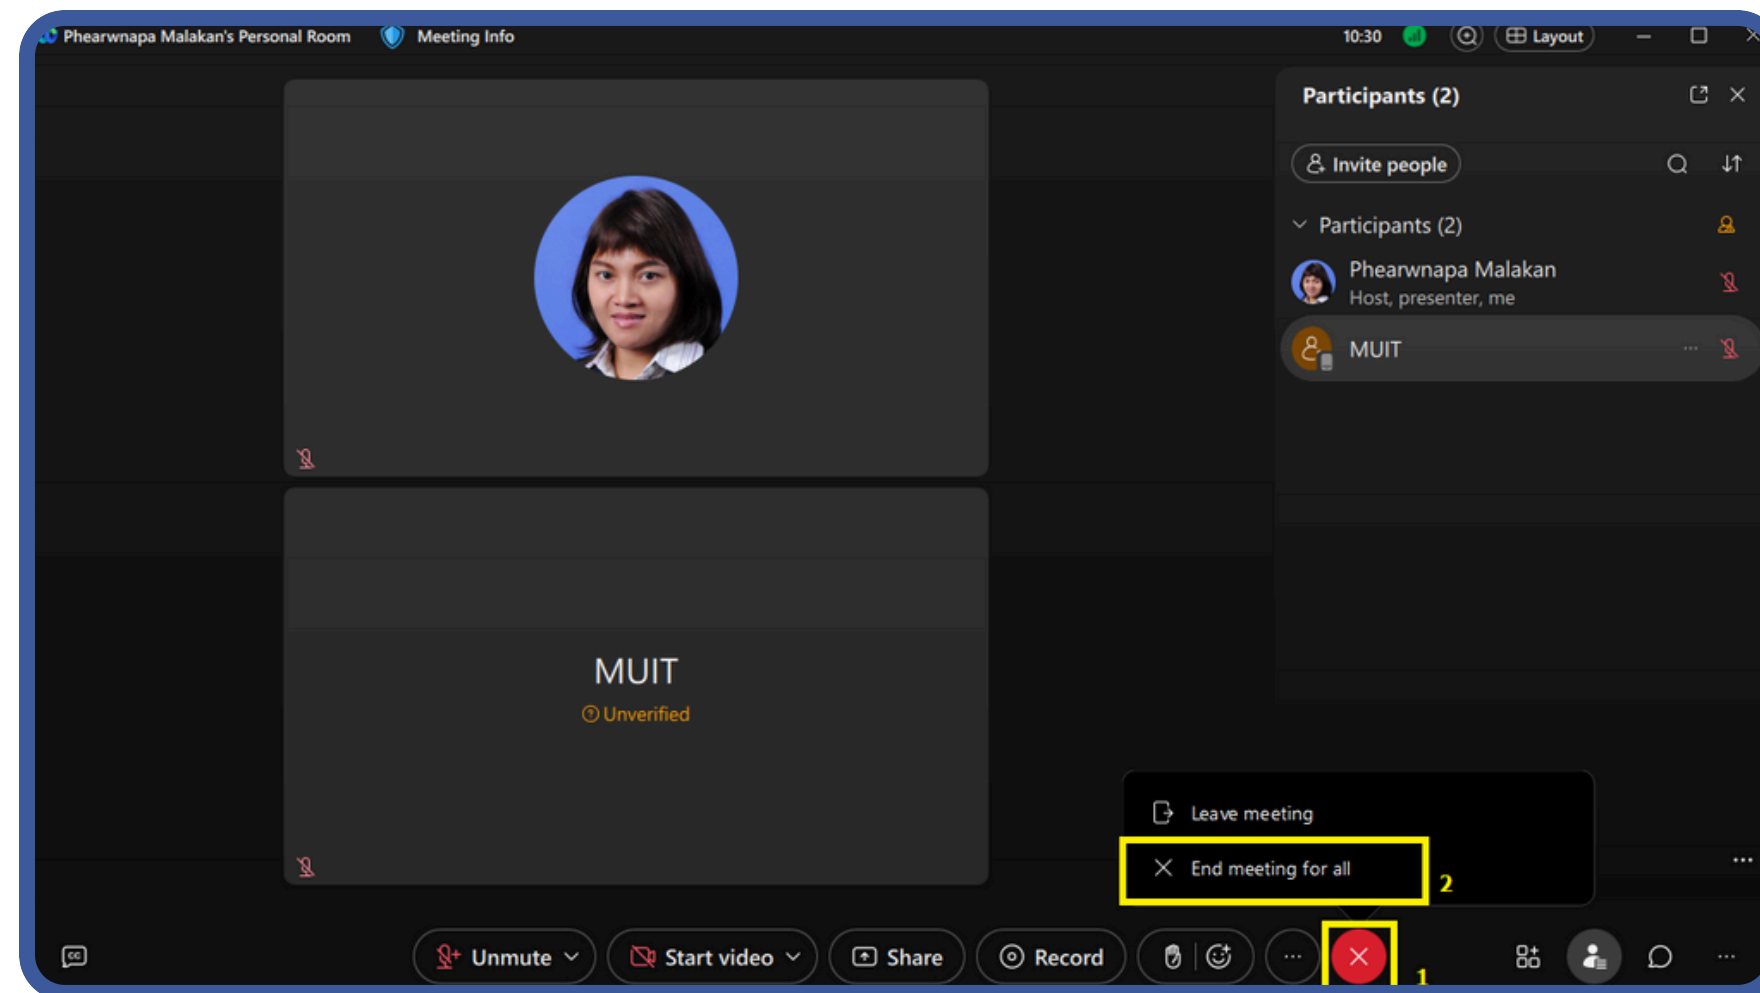 Phearwnapa Malakan's Personal Room Meeting Info 10:30 Layout
Participants (2)
Invite people
Participants (2)
Phearwnapa Malakan
Host, presenter, me
MUIT
MUIT
Unverified
Leave meeting
End meeting for all 2
CC Unmute Start video Share Record 1